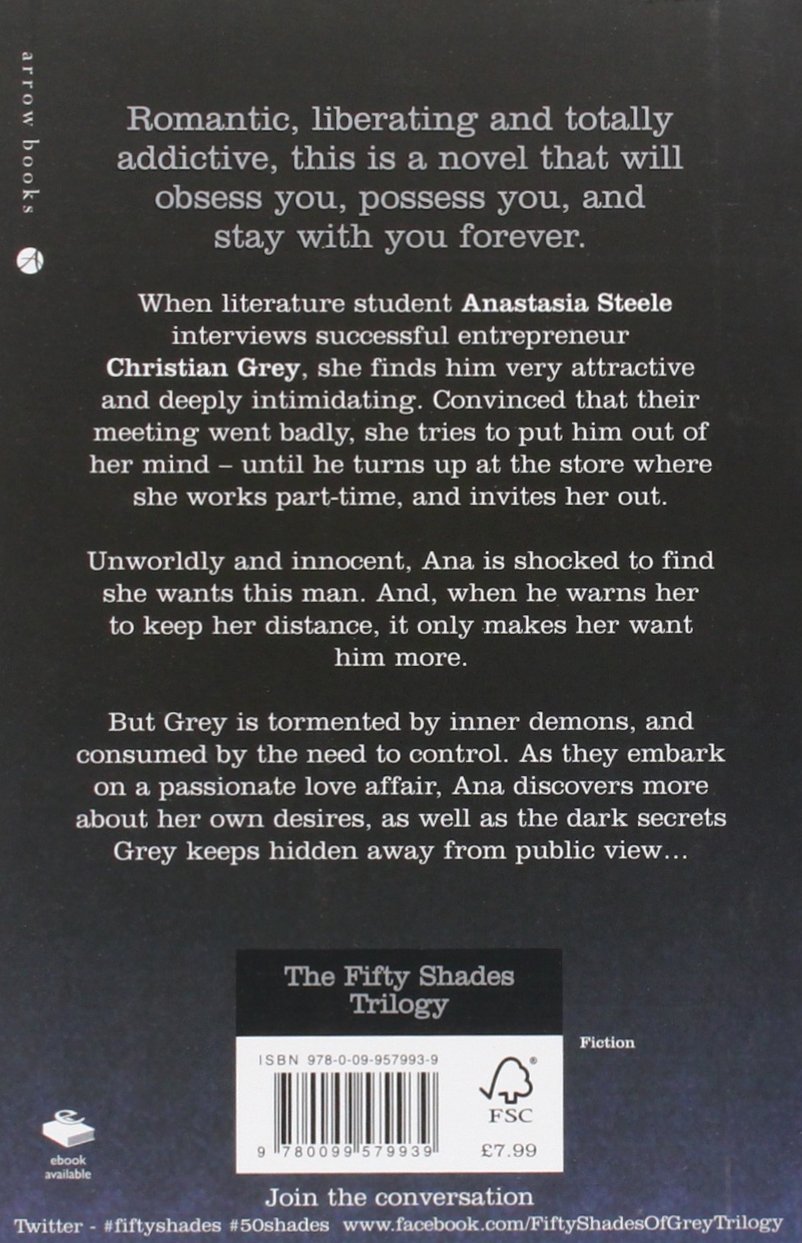 arrow books
Romantic, liberating and totally
addictive, this is a novel that will
obsess you, possess you, and
stay with you forever.
When literature student Anastasia Steele
interviews successful entrepreneur
Christian Grey, she finds him very attractive
and deeply intimidating. Convinced that their
meeting went badly, she tries to put him out of
her mind – until he turns up at the store where
she works part-time, and invites her out.
Unworldly and innocent, Ana is shocked to find
she wants this man. And, when he warns her
to keep her distance, it only makes her want
him more.
But Grey is tormented by inner demons, and
consumed by the need to control. As they embark
on a passionate love affair, Ana discovers more
about her own desires, as well as the dark secrets
Grey keeps hidden away from public view…
The Fifty Shades
Trilogy
Fiction
ISBN 978-0-09-957993-9
9 780099 579939
®
FSC
£7.99
e
ebook
available
Join the conversation
Twitter - #fiftyshades #50shades www.facebook.com/FiftyShadesOfGreyTrilogy